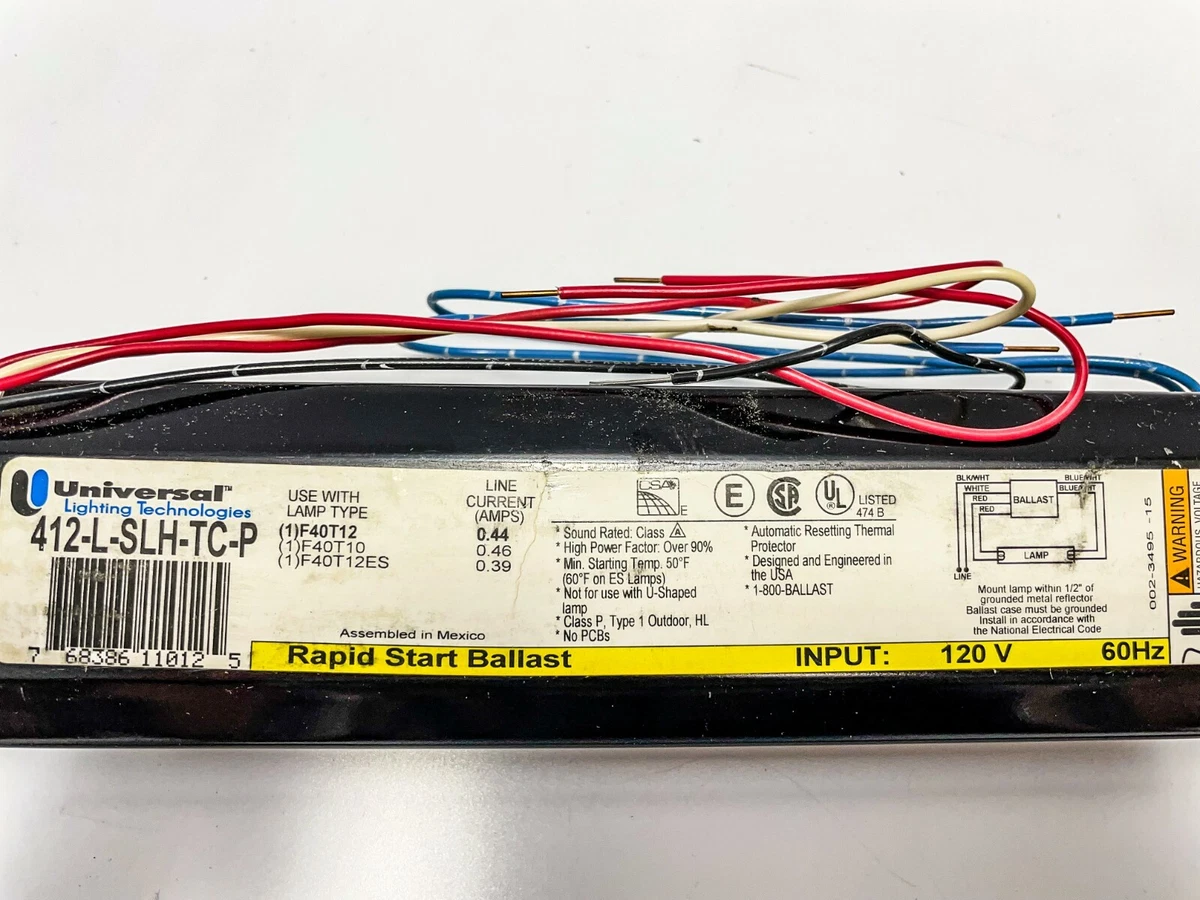 Universal™
Lighting Technologies
412-L-SLH-TC-P
7 68386 11012 5
USE WITH
LAMP TYPE
LINE
CURRENT
(AMPS)
(1)F40T12 0.44
(1)F40T10 0.46
(1)F40T12ES 0.39
Assembled in Mexico
E
UL
LISTED
474 B
* Sound Rated: Class A
* High Power Factor: Over 90%
* Min. Starting Temp. 50°F
(60°F on ES Lamps)
* Not for use with U-Shaped
lamp
* Class P, Type 1 Outdoor, HL
* No PCBs
* Automatic Resetting Thermal
Protector
* Designed and Engineered in
the USA
* 1-800-BALLAST
BLK/WHT
WHITE
RED
RED
BALLAST
BLUE/WHT
BLUE/WHT
LAMP
LINE
Mount lamp within 1/2" of
grounded metal reflector
Ballast case must be grounded
Install in accordance with
the National Electrical Code
002-3495 -15
WARNING
HAZARDOUS VOLTAGE
Rapid Start Ballast INPUT: 120 V 60Hz